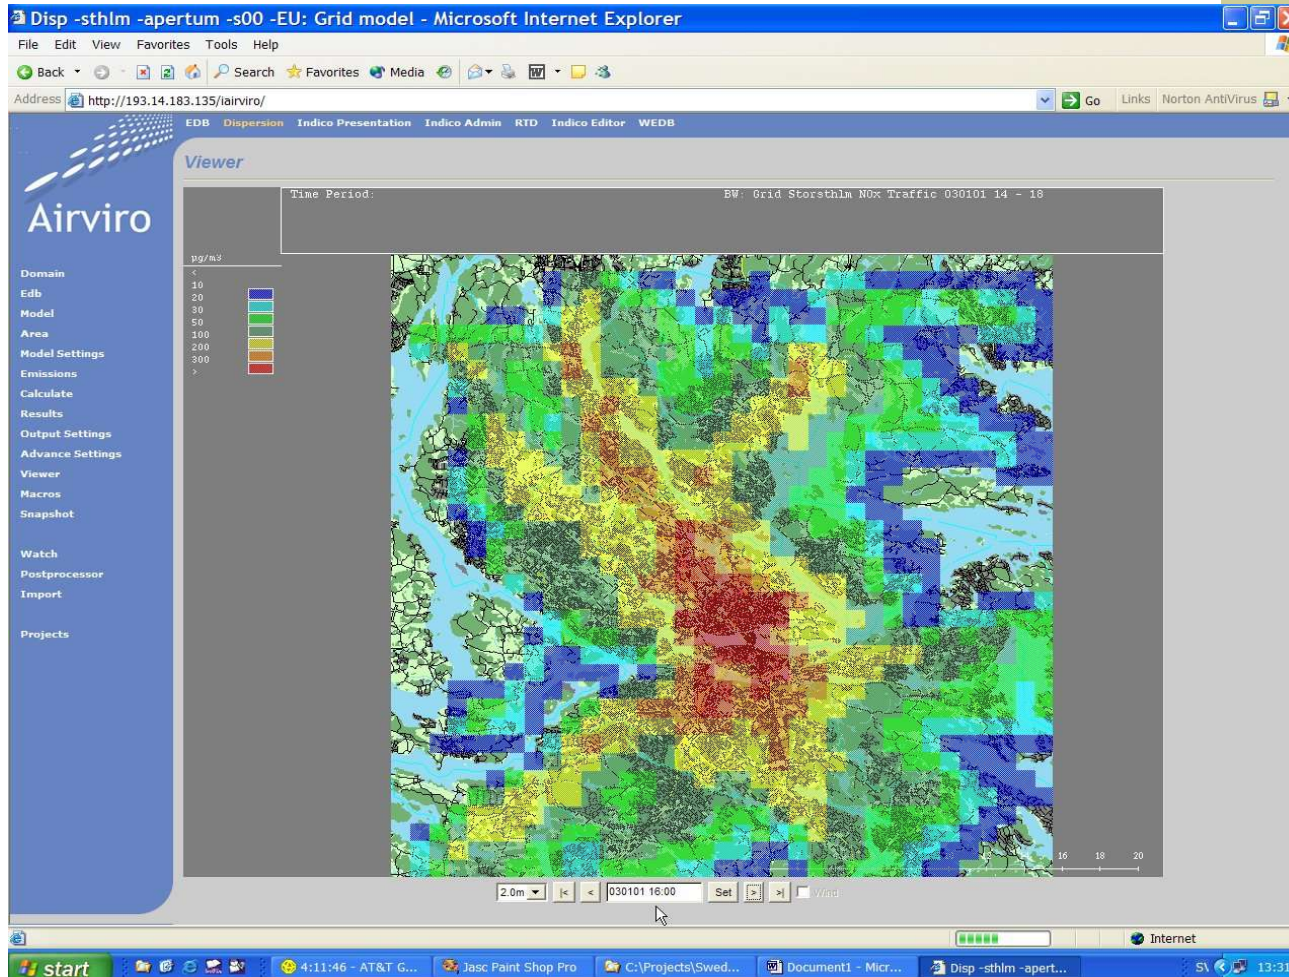 Disp -sthlm -apertum -s00 -EU: Grid model - Microsoft Internet Explorer
File Edit View Favorites Tools Help
Back Search Favorites Media
Address http://193.14.183.135/iairviro/ Go Links Norton AntiVirus
EDB Dispersion Indico Presentation Indico Admin RTD Indico Editor WEDB
Viewer
Airviro
Time Period: BW: Grid Storsthlm NOx Traffic 030101 14 - 18
µg/m3
<
10
20
30
50
100
200
300
>
Domain
Edb
Model
Area
Model Settings
Emissions
Calculate
Results
Output Settings
Advance Settings
Viewer
Macros
Snapshot
Watch
Postprocessor
Import
Projects
16 18 20
2.0m |< < 030101 16:00 Set > >| Wind
Internet
start 4:11:46 - AT&T G... Jasc Paint Shop Pro C:\Projects\Swed... Document1 - Micr... Disp -sthlm -apert... 13:31